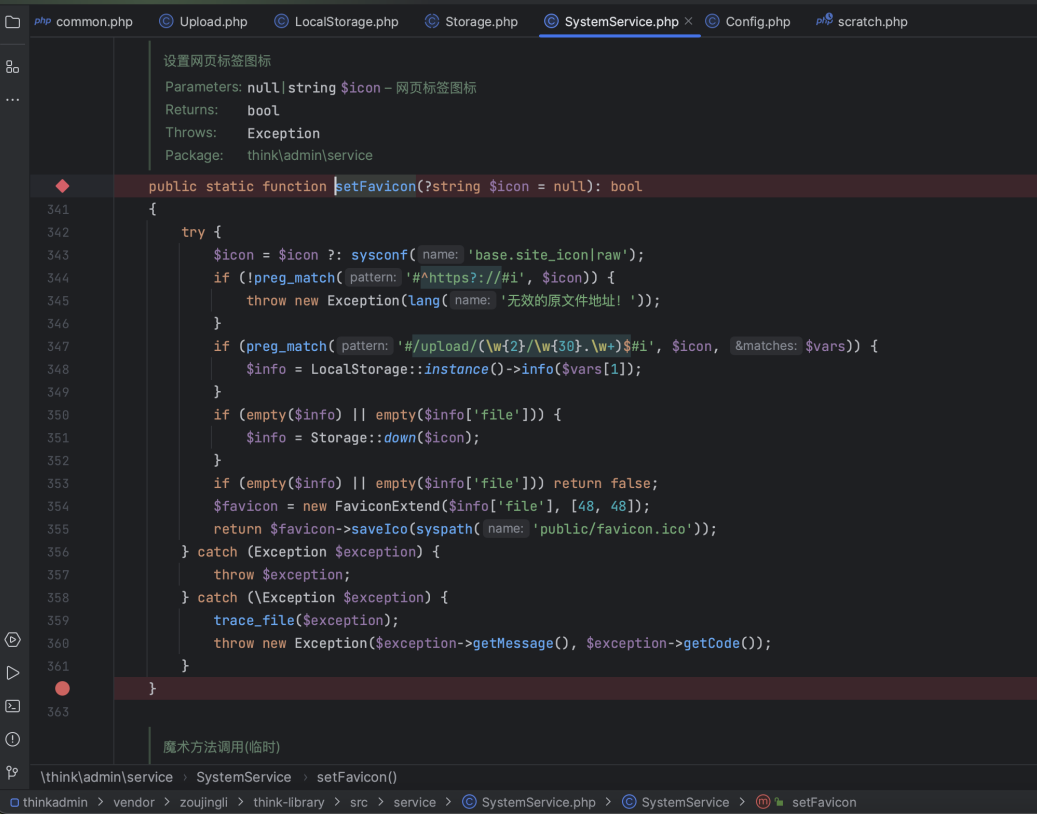 php common.php Upload.php LocalStorage.php Storage.php SystemService.php × Config.php php scratch.php
设置网页标签图标
Parameters: null|string $icon – 网页标签图标
Returns: bool
Throws: Exception
Package: think\admin\service
public static function setFavicon(?string $icon = null): bool
341 {
342 try {
343 $icon = $icon ?: sysconf( name: 'base.site_icon|raw');
344 if (!preg_match( pattern: '#^https?://#i', $icon)) {
345 throw new Exception(lang( name: '无效的原文件地址！'));
346 }
347 if (preg_match( pattern: '#/upload/(\w{2}/\w{30}.\w+)$#i', $icon, &matches: $vars)) {
348 $info = LocalStorage::instance()->info($vars[1]);
349 }
350 if (empty($info) || empty($info['file'])) {
351 $info = Storage::down($icon);
352 }
353 if (empty($info) || empty($info['file'])) return false;
354 $favicon = new FaviconExtend($info['file'], [48, 48]);
355 return $favicon->saveIco(syspath( name: 'public/favicon.ico'));
356 } catch (Exception $exception) {
357 throw $exception;
358 } catch (\Exception $exception) {
359 trace_file($exception);
360 throw new Exception($exception->getMessage(), $exception->getCode());
361 }
}
363
魔术方法调用(临时)
\think\admin\service › SystemService › setFavicon()
thinkadmin > vendor > zoujingli > think-library > src > service > SystemService.php > SystemService > m setFavicon